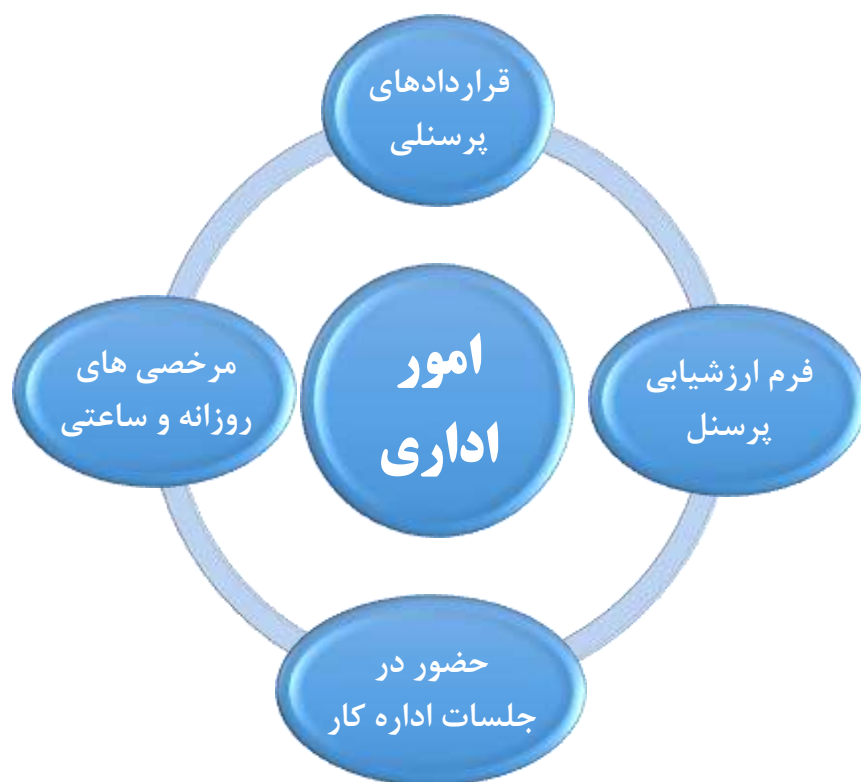 قراردادهای
پرسنلی
امور
اداری
فرم ارزشیابی
پرسنل
مرخصی های
روزانه و ساعتی
حضور در
جلسات اداره کار